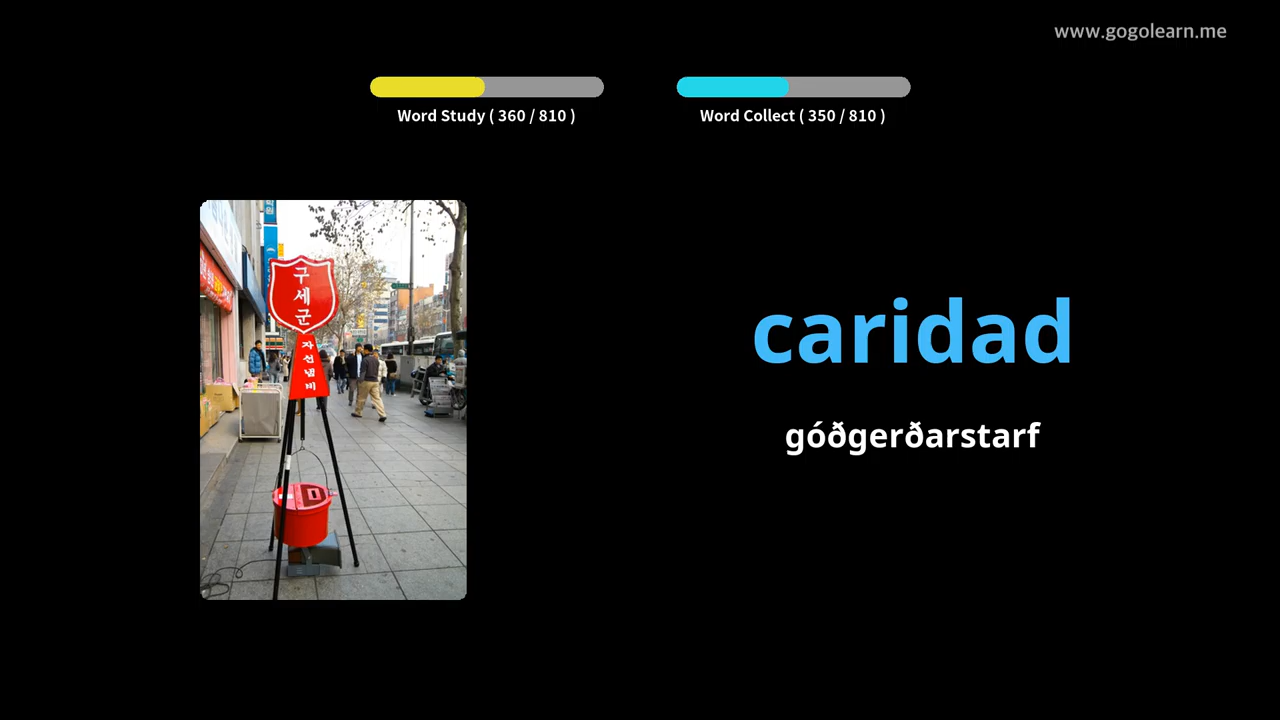 www.gogolearn.me
Word Study ( 360 / 810 )
Word Collect ( 350 / 810 )
구
세
군
자
선
냄
비
caridad
góðgerðarstarf